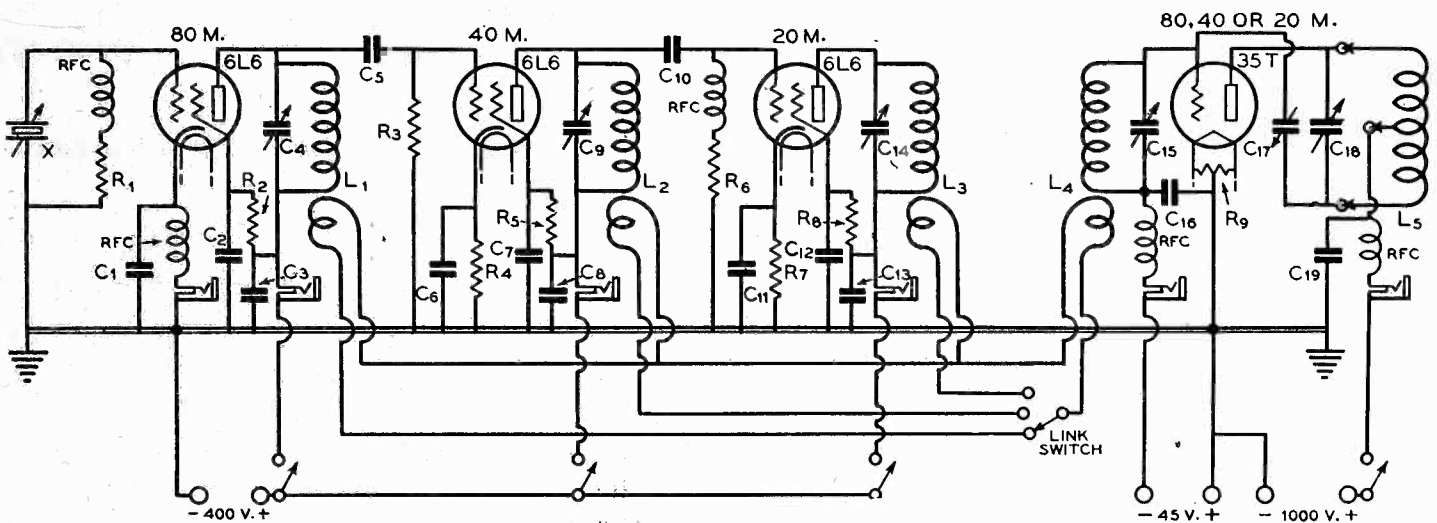 80 M.
40 M.
20 M.
80, 40 OR 20 M.
RFC
6L6
C5
6L6
C10
6L6
35T
RFC
X
R1
C4
L1
R3
C9
L2
R6
C14
L3
L4
C15
C17
C18
L5
R2
RFC
C1
C2
C3
R5
C6
R4
C7
C8
R8
C11
R7
C12
C13
C16
RFC
R9
C19
RFC
LINK
SWITCH
- 400 V. +
- 45 V. +
- 1000 V. +